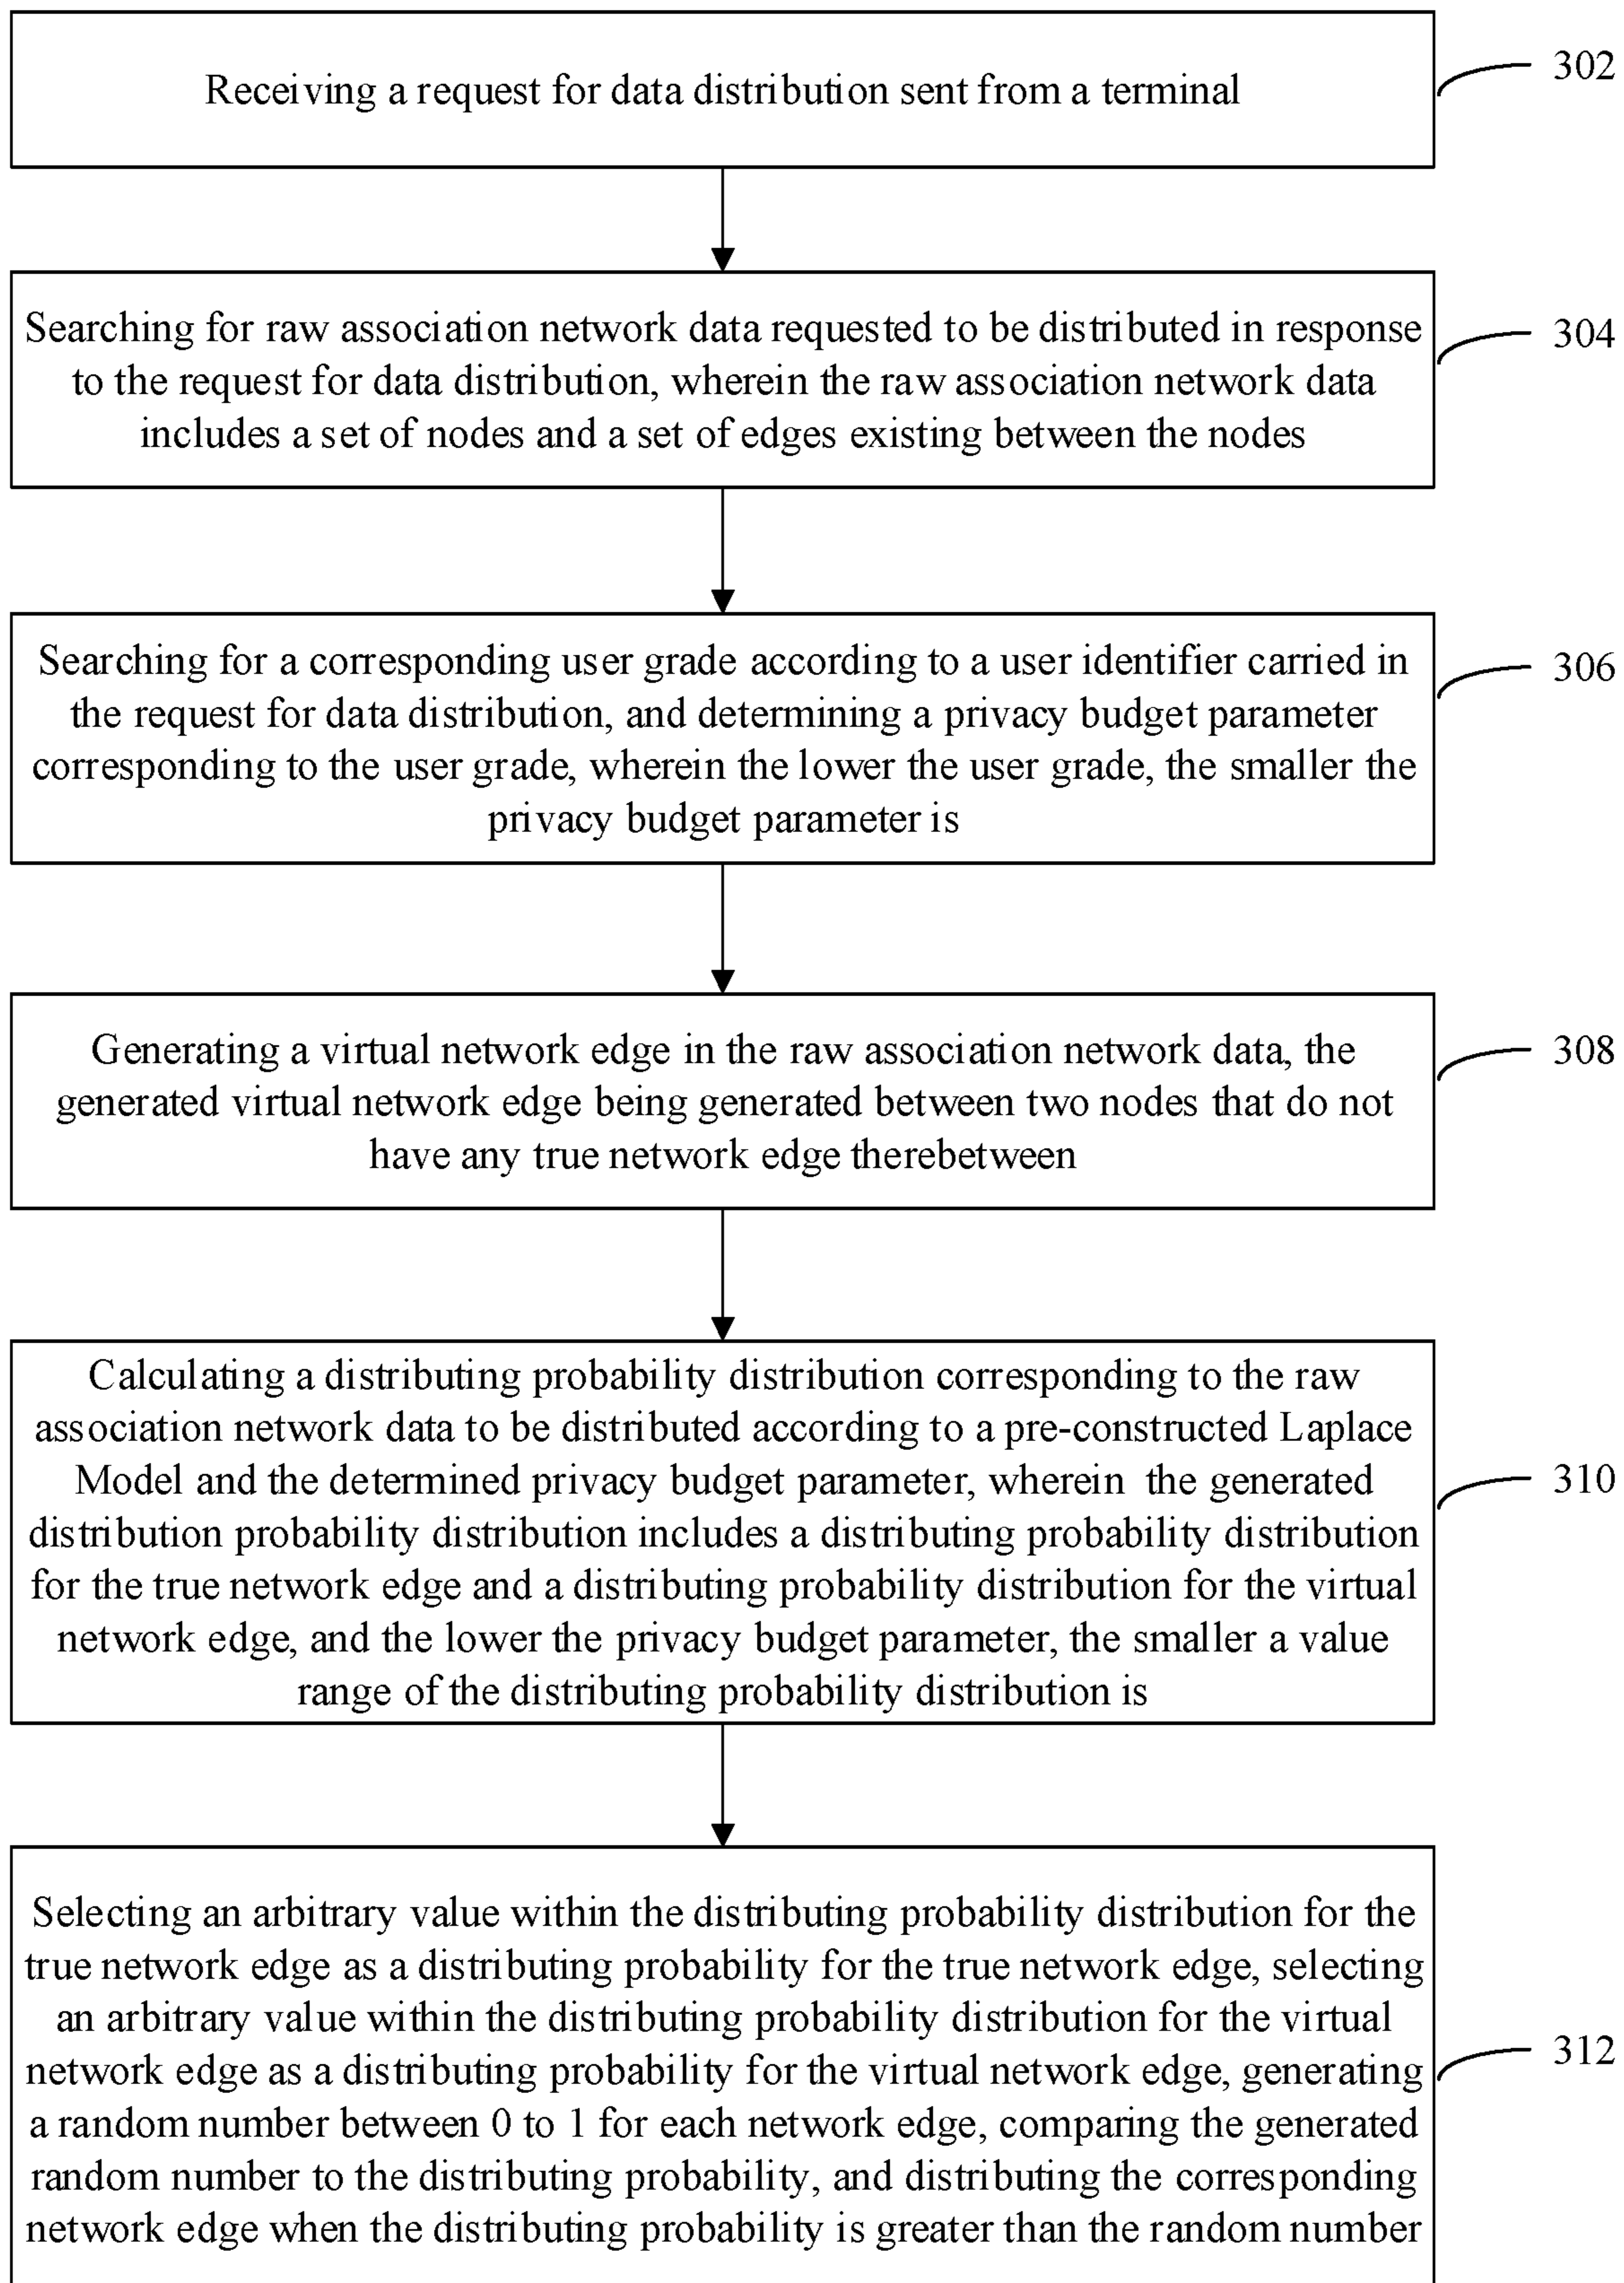 Receiving a request for data distribution sent from a terminal
302
Searching for raw association network data requested to be distributed in response
to the request for data distribution, wherein the raw association network data
includes a set of nodes and a set of edges existing between the nodes
304
Searching for a corresponding user grade according to a user identifier carried in
the request for data distribution, and determining a privacy budget parameter
corresponding to the user grade, wherein the lower the user grade, the smaller the
privacy budget parameter is
306
Generating a virtual network edge in the raw association network data, the
generated virtual network edge being generated between two nodes that do not
have any true network edge therebetween
308
Calculating a distributing probability distribution corresponding to the raw
association network data to be distributed according to a pre-constructed Laplace
Model and the determined privacy budget parameter, wherein the generated
distribution probability distribution includes a distributing probability distribution
for the true network edge and a distributing probability distribution for the virtual
network edge, and the lower the privacy budget parameter, the smaller a value
range of the distributing probability distribution is
310
Selecting an arbitrary value within the distributing probability distribution for the
true network edge as a distributing probability for the true network edge, selecting
an arbitrary value within the distributing probability distribution for the virtual
network edge as a distributing probability for the virtual network edge, generating
a random number between 0 to 1 for each network edge, comparing the generated
random number to the distributing probability, and distributing the corresponding
network edge when the distributing probability is greater than the random number
312